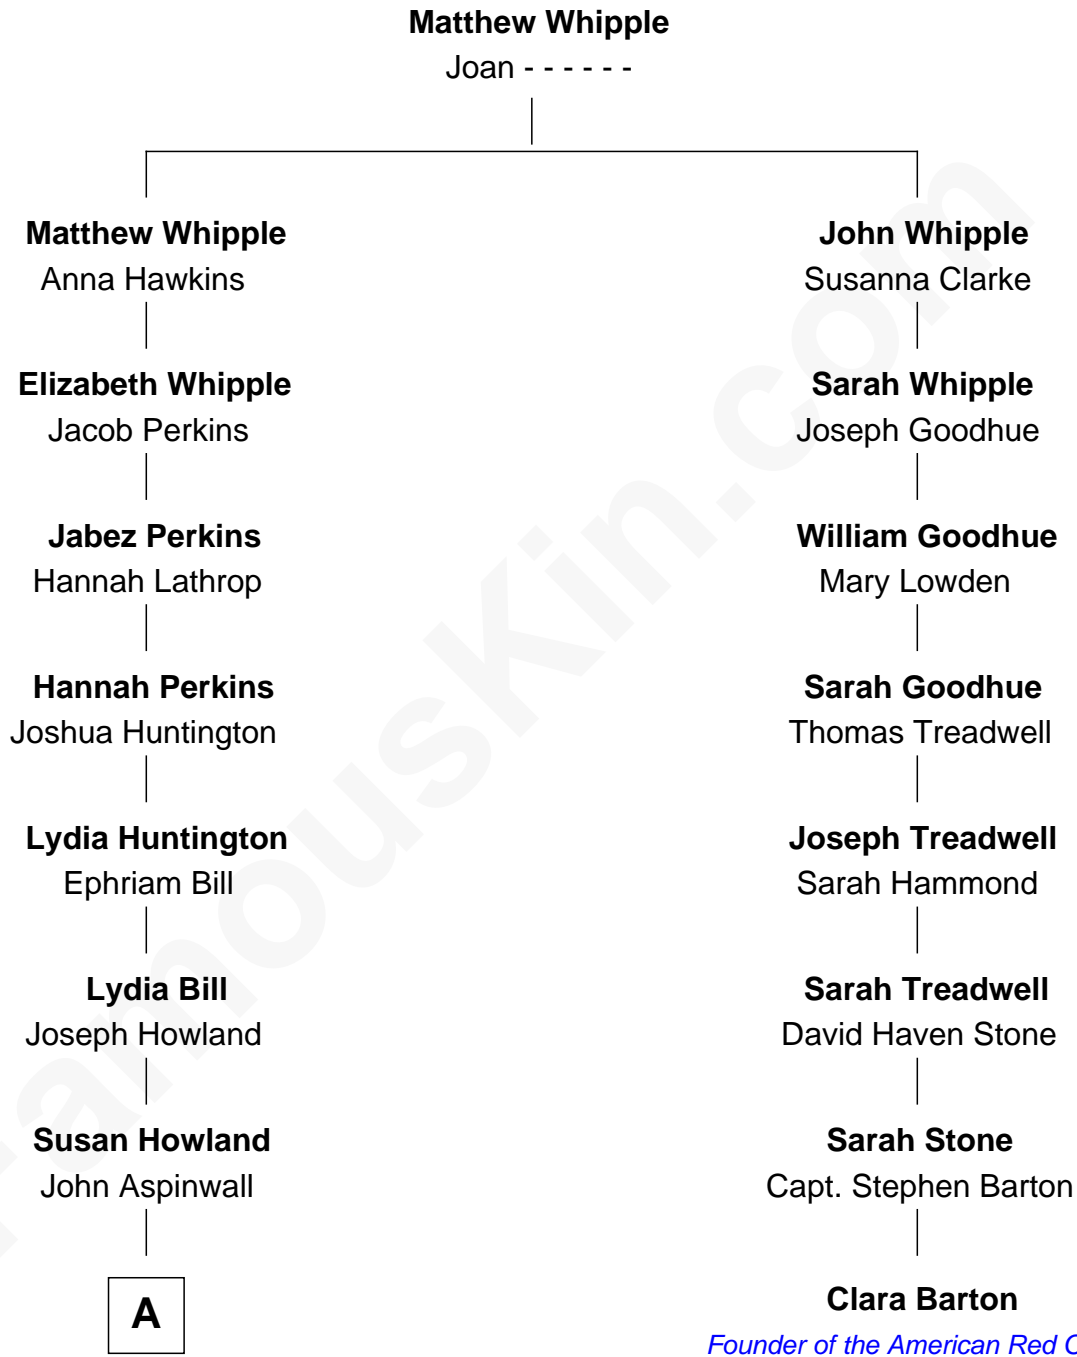 Matthew Whipple
Joan - - - - - -
Matthew Whipple
Anna Hawkins
Elizabeth Whipple
Jacob Perkins
Jabez Perkins
Hannah Lathrop
Hannah Perkins
Joshua Huntington
Lydia Huntington
Ephriam Bill
Lydia Bill
Joseph Howland
Susan Howland
John Aspinwall
A
John Whipple
Susanna Clarke
Sarah Whipple
Joseph Goodhue
William Goodhue
Mary Lowden
Sarah Goodhue
Thomas Treadwell
Joseph Treadwell
Sarah Hammond
Sarah Treadwell
David Haven Stone
Sarah Stone
Capt. Stephen Barton
Clara Barton
Founder of the American Red C
FamousKin.com